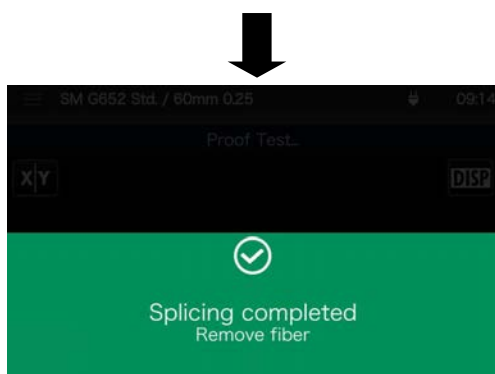 SM G652 Std. / 60mm 0.25 09:14
Proof Test...
X|Y DISP
Splicing completed
Remove fiber